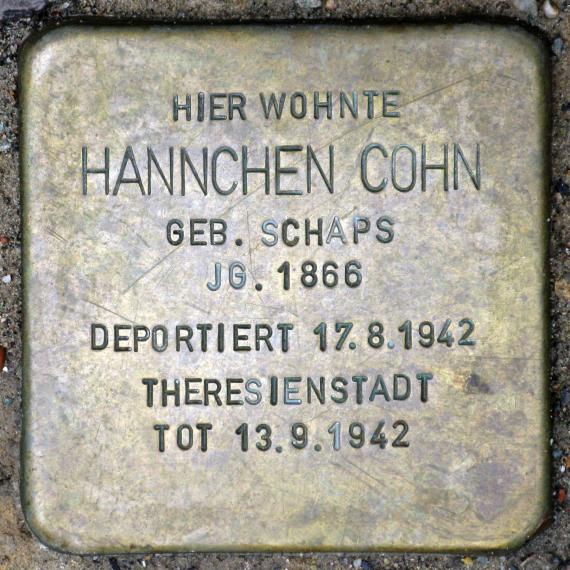 HIER WOHNTE
HANNCHEN COHN
GEB. SCHAPS
JG. 1866
DEPORTIERT 17.8.1942
THERESIENSTADT
TOT 13.9.1942